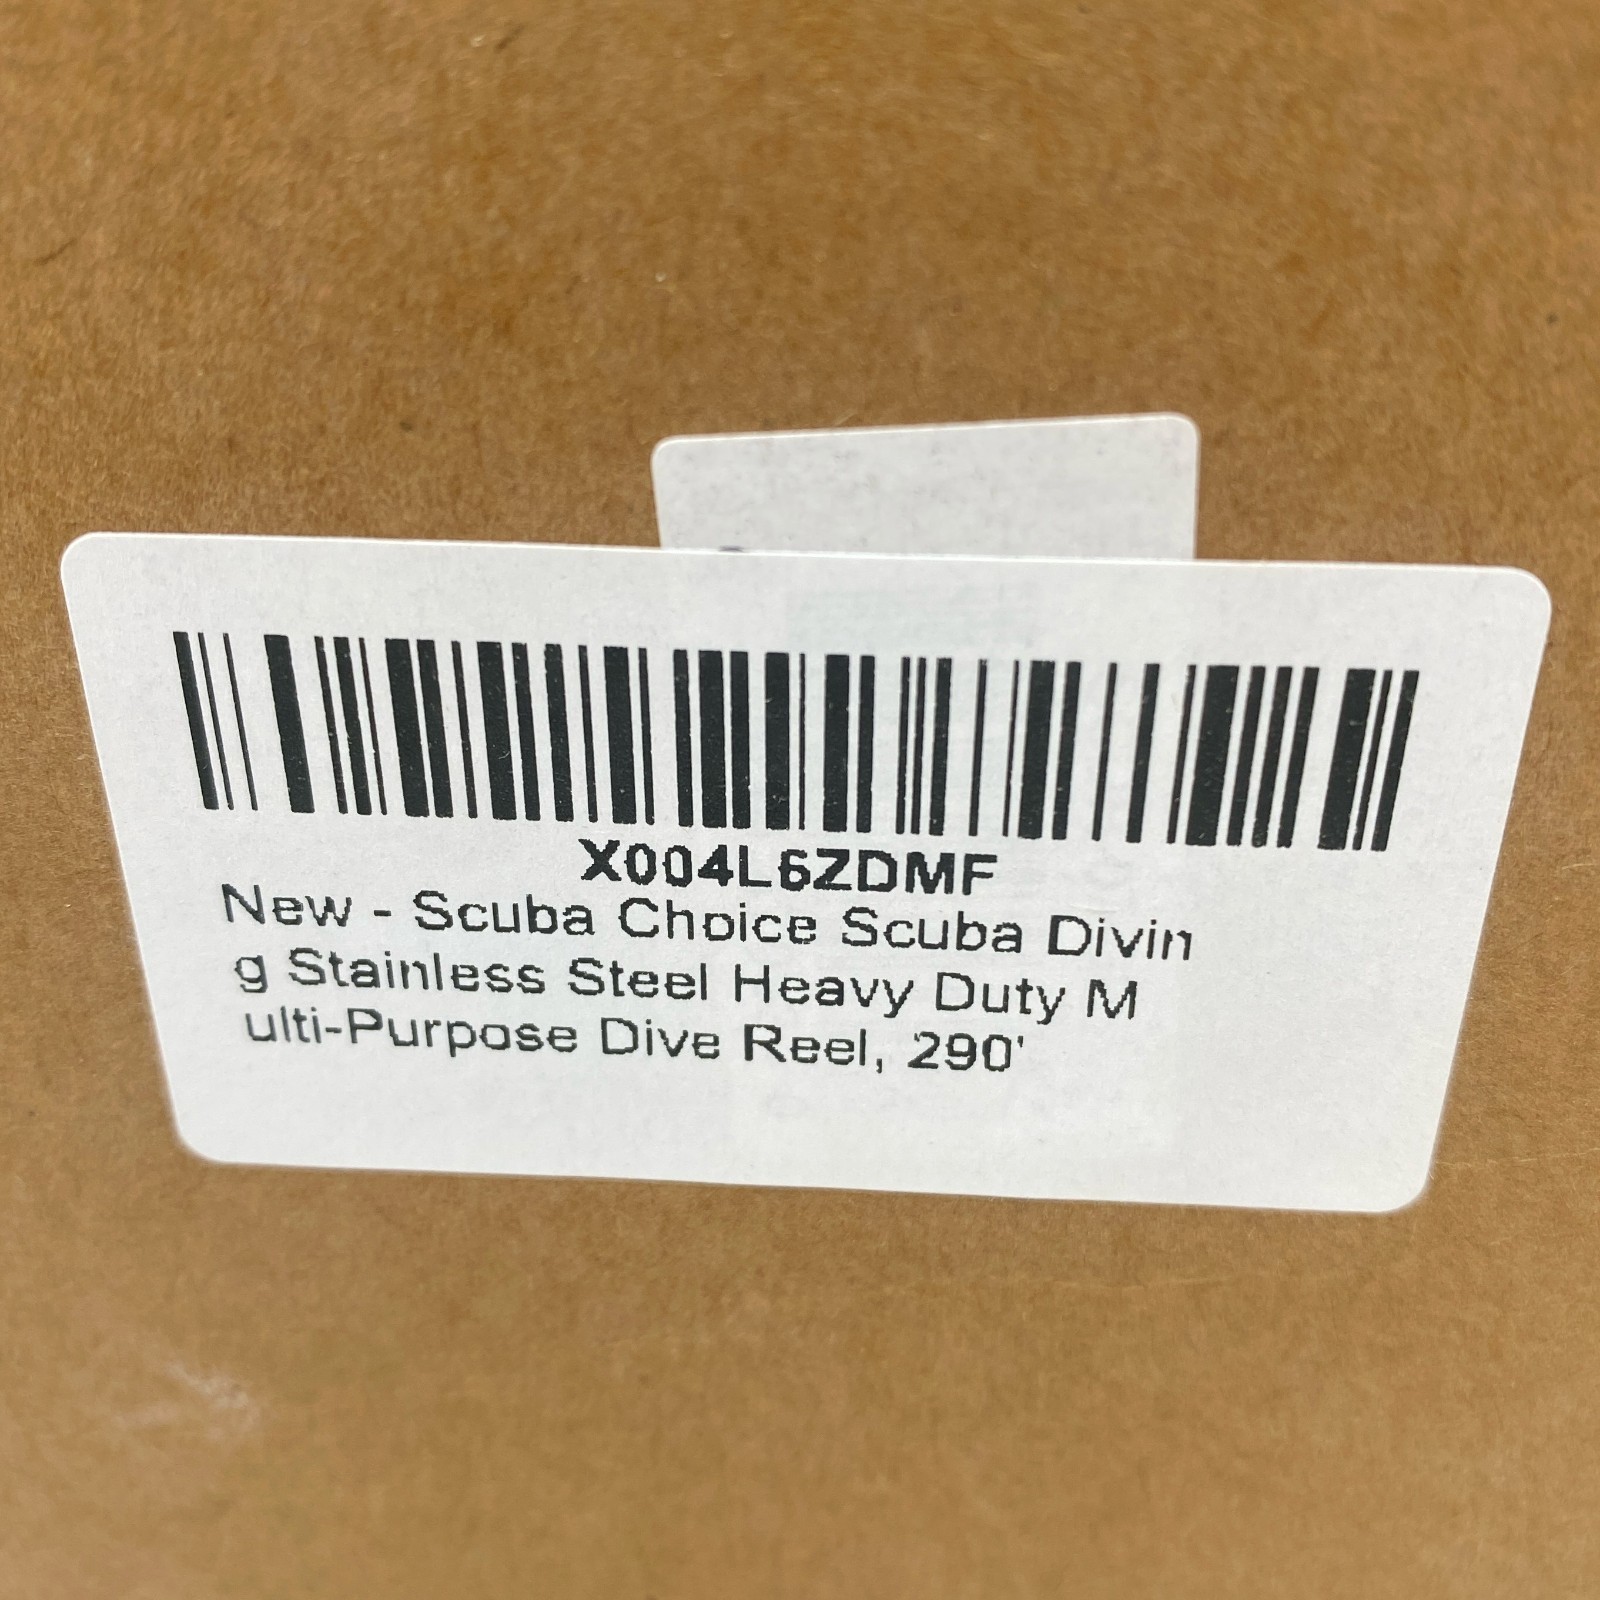 X004L6ZDMF
New - Scuba Choice Scuba Divin
g Stainless Steel Heavy Duty M
ulti-Purpose Dive Reel, 290'